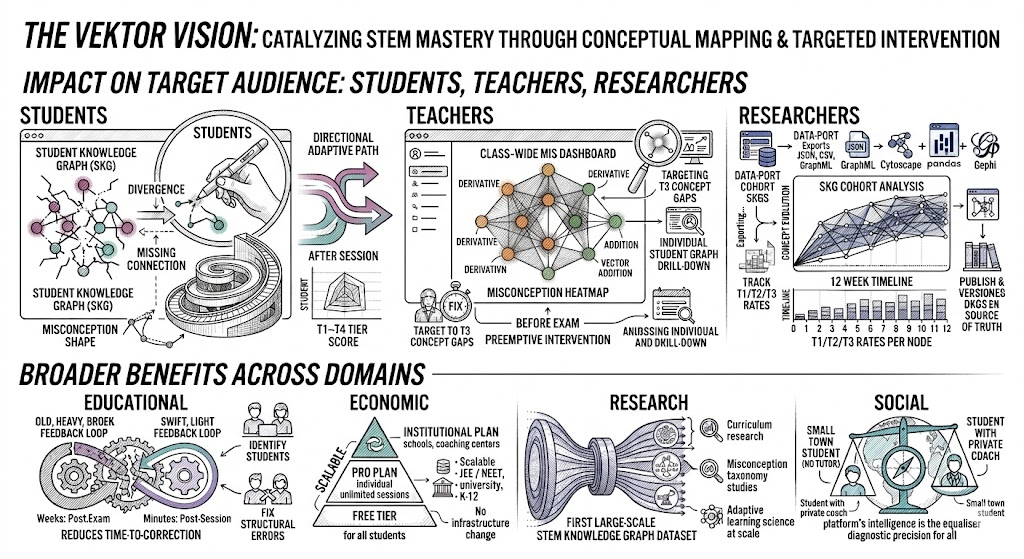 THE VEKTOR VISION: CATALYZING STEM MASTERY THROUGH CONCEPTUAL MAPPING & TARGETED INTERVENTION
IMPACT ON TARGET AUDIENCE: STUDENTS, TEACHERS, RESEARCHERS
STUDENTS
STUDENTS
STUDENT KNOWLEDGE
GRAPH (SKG)
DIVERGENCE
MISSING
CONNECTION
STUDENT KNOWLEDGE
GRAPH (SKG)
MISCONCEPTION
SHAPE
DIRECTIONAL
ADAPTIVE PATH
AFTER SESSION
STUDENT
T1–T4 TIER
SCORE
TEACHERS
CLASS-WIDE MIS DASHBOARD
DERIVATIVE
DERIVATIVE
DERIVATIVE
DERIVATIVN
ADDITION
VECTOR
ADDITION
MISCONCEPTION HEATMAP
TARGETING
T3 CONCEPT
GAPS
INDIVIDUAL
STUDENT GRAPH
DRILL-DOWN
FIX
TARGET TO T3
CONCEPT GAPS
BEFORE EXAM
PREEMPTIVE INTERVENTION
ANIBSSING INDIVIDUAL
AND DKILL-DOWN
RESEARCHERS
DATA-PORT
Exports
JSON, CSV,
GraphML
JSON
GraphML
Cytoscape
+
pandas
+
Gephi
DATA-PORT
COHORT
SKGS
Exporting...
TRACK
T1/T2/T3
RATES
SKG COHORT ANALYSIS
CONCEPT EVOLUTION
12 WEEK TIMELINE
TIMELINE
0 1 2 3 4 5 6 7 8 9 10 11 12
T1/T2/T3 RATES PER NODE
PUBLISH &
VERSIONES
DKGS EN
SOURCE
OF TRUTH
BROADER BENEFITS ACROSS DOMAINS
EDUCATIONAL
OLD, HEAVY, BROEK
FEEDBACK LOOP
SWIFT, LIGHT
FEEDBACK LOOP
Weeks: Post.Exam
Minutes: Post-Session
REDUCES TIME-TO-CORRECTION
IDENTIFY
STUDENTS
FIX
STRUCTURAL
ERRORS
ECONOMIC
SCALABLE
INSTITUTIONAL PLAN
schools, coaching centers
PRO PLAN
individual
unlimited sessions
FREE TIER
for all students
Scalable
JEE / NEET,
university,
K-12
No
infrastructure
change
RESEARCH
Curriculum
research
Misconception
taxonomy
studies
Adaptive
learning science
at scale
FIRST LARGE-SCALE
STEM KNOWLEDGE GRAPH DATASET
SOCIAL
SMALL
TOWN
STUDENT
(NO TUTOR)
STUDENT
WITH
PRIVATE
COACH
Student with
private coach
Small town
student
platform's intelligence is the equaliser
diagnostic precision for all